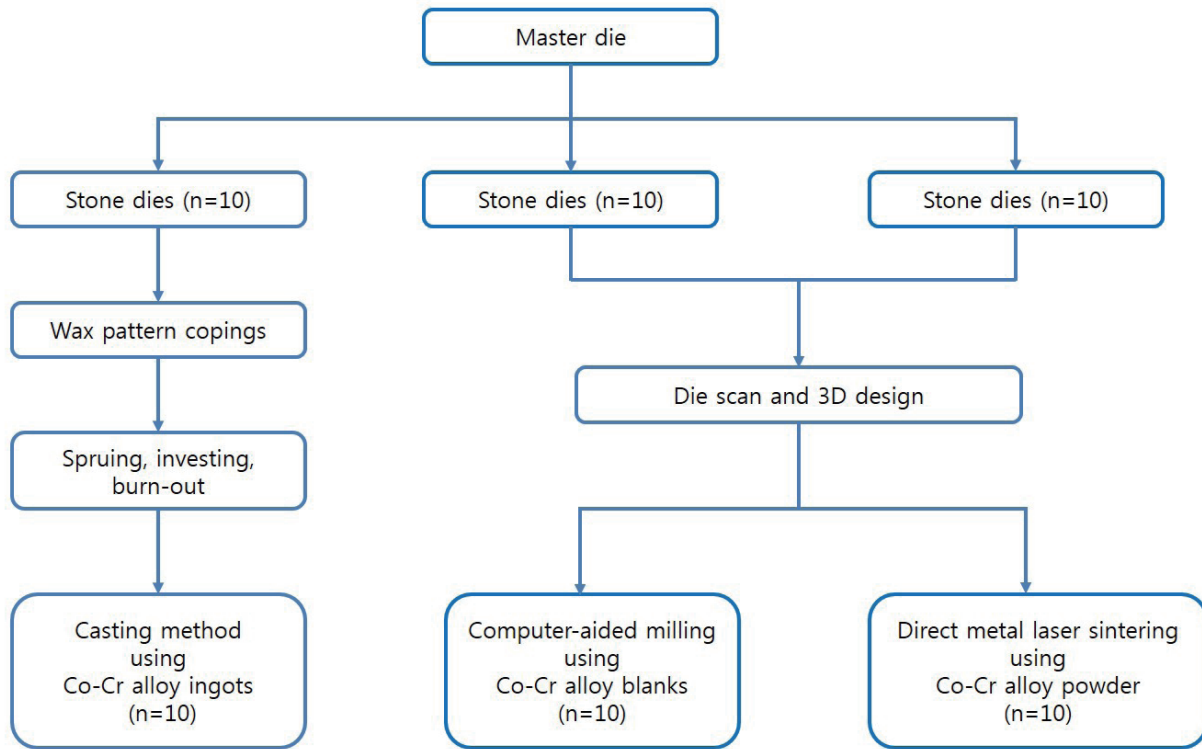 Master die
Stone dies (n=10)
Stone dies (n=10)
Stone dies (n=10)
Wax pattern copings
Die scan and 3D design
Spruing, investing,
burn-out
Casting method
using
Co-Cr alloy ingots
(n=10)
Computer-aided milling
using
Co-Cr alloy blanks
(n=10)
Direct metal laser sintering
using
Co-Cr alloy powder
(n=10)